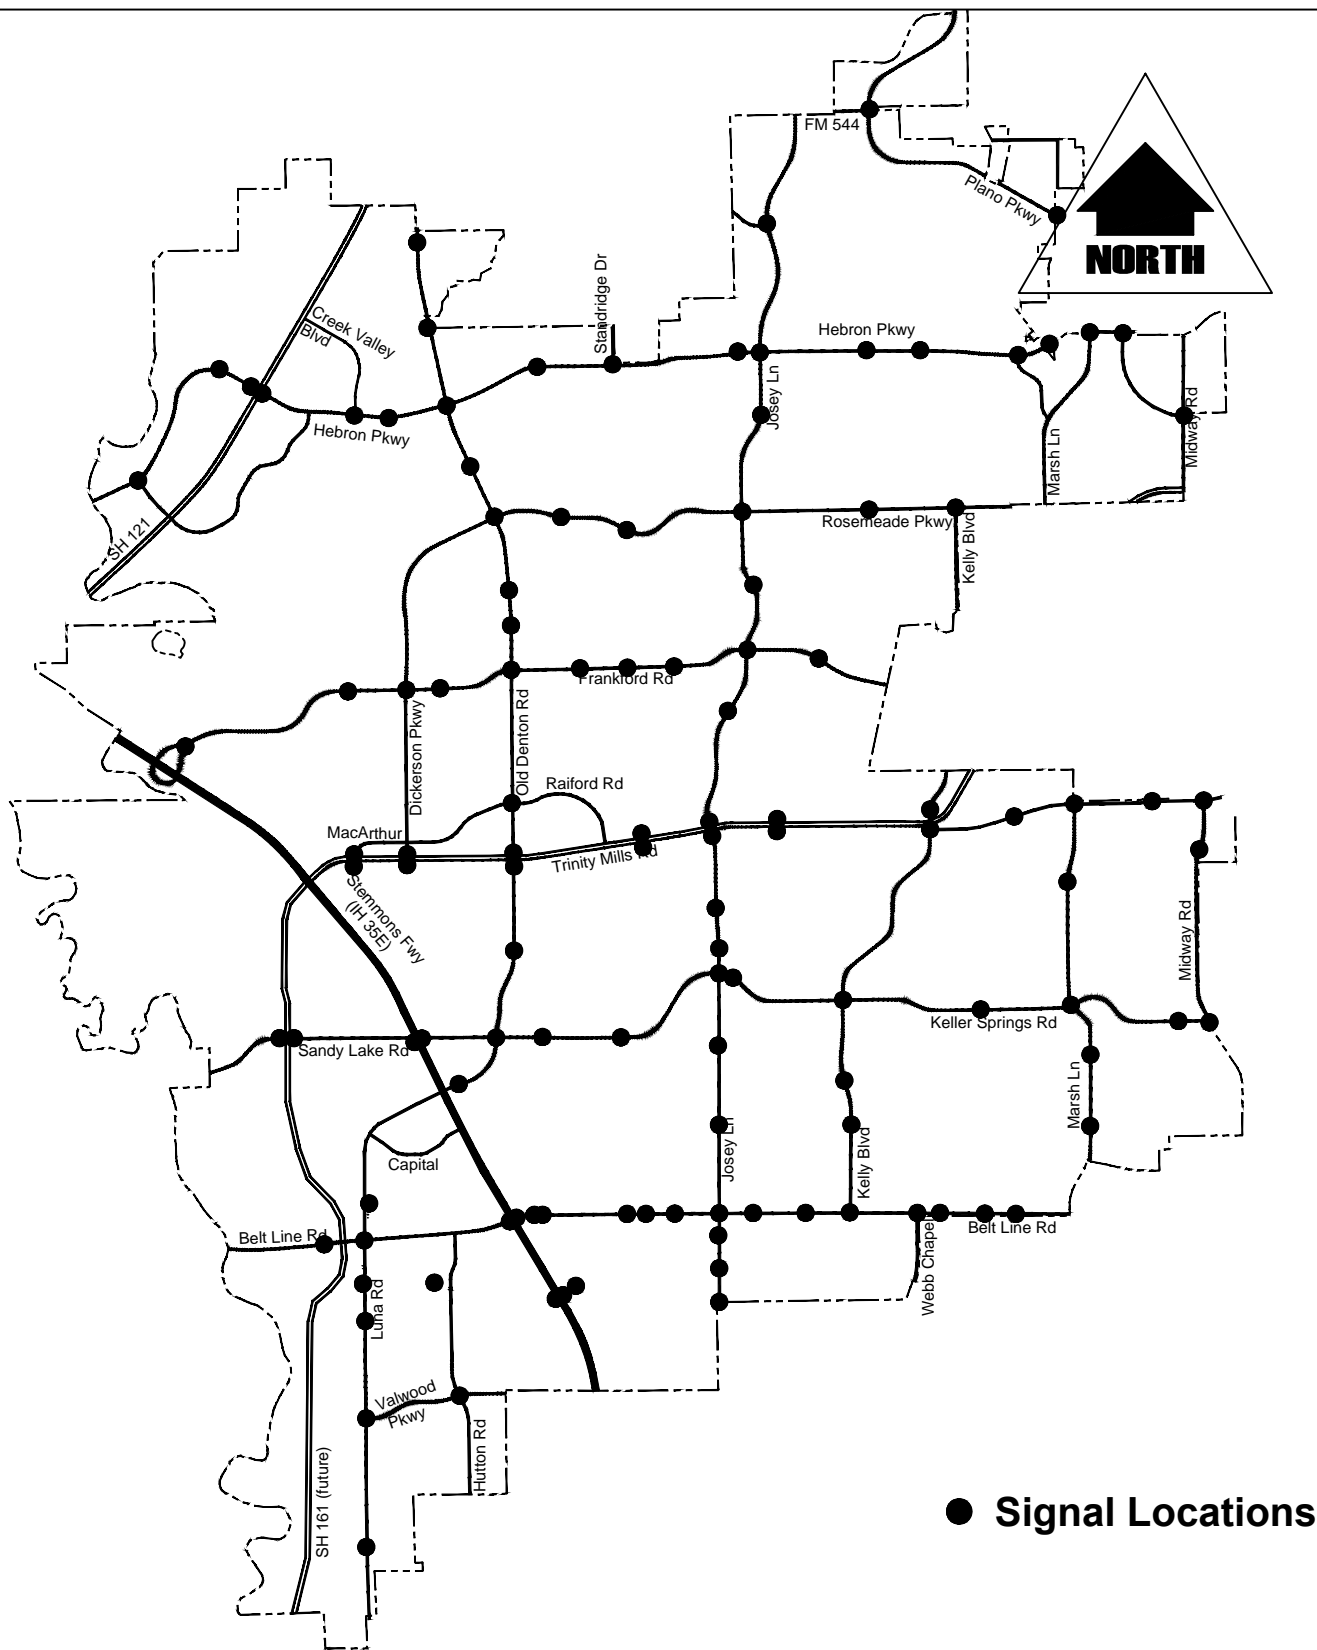 FM 544
Plano Pkwy
NORTH
Standridge Dr
Creek Valley
Blvd
Hebron Pkwy
Josey Ln
Hebron Pkwy
Marsh Ln
Midway Rd
SH 121
Rosemeade Pkwy
Kelly Blvd
Frankford Rd
Dickerson Pkwy
Old Denton Rd
Raiford Rd
MacArthur
Trinity Mills Rd
Stemmons Fwy
(IH 35E)
Midway Rd
Keller Springs Rd
Sandy Lake Rd
Marsh Ln
Josey Ln
Kelly Blvd
Capital
Belt Line Rd
Belt Line Rd
Webb Chapel
Luna Rd
Valwood
Pkwy
Hutton Rd
SH 161 (future)
Signal Locations